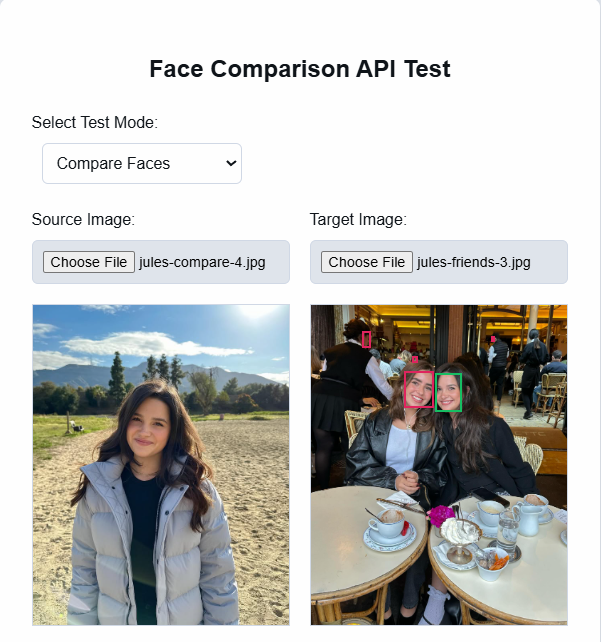 Face Comparison API Test
Select Test Mode:
Compare Faces
Source Image:
Target Image:
Choose File jules-compare-4.jpg
Choose File jules-friends-3.jpg